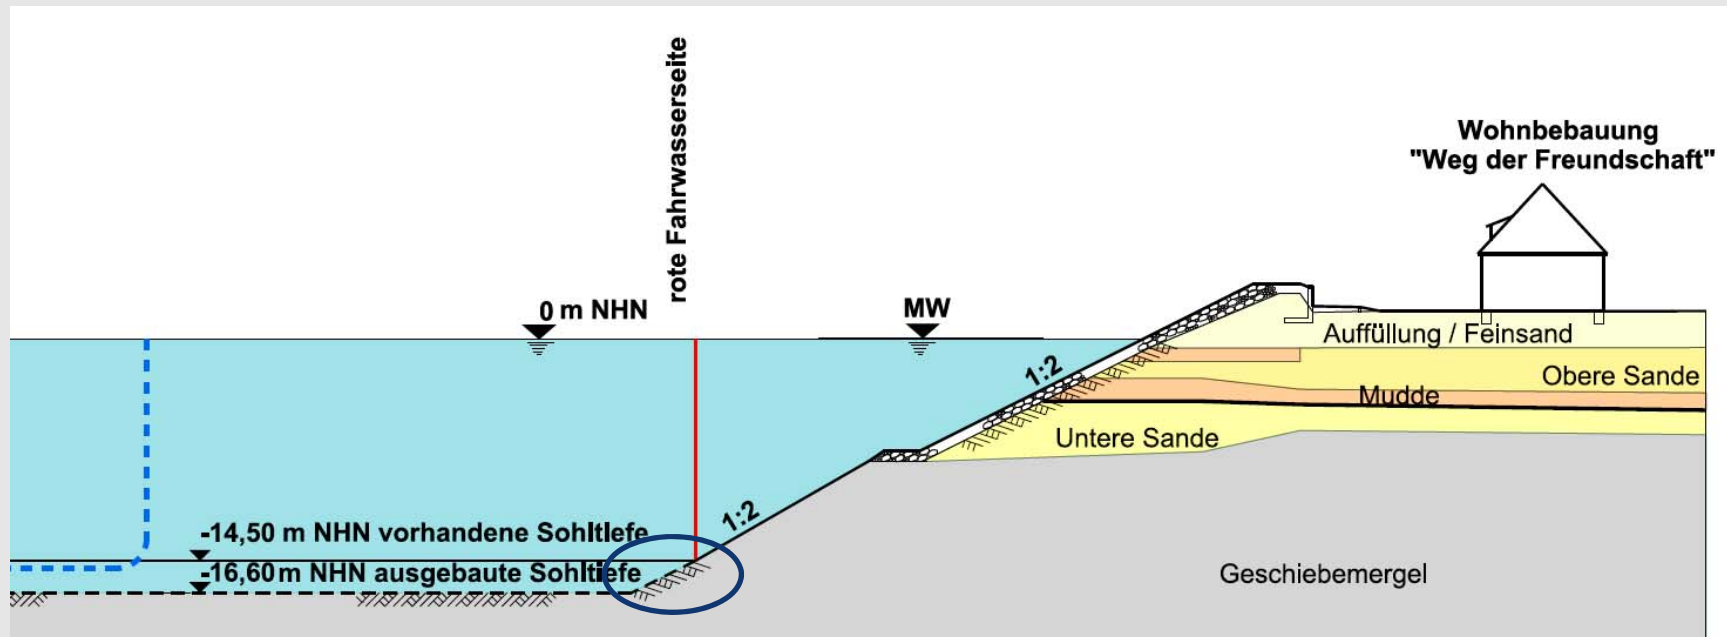 rote Fahrwasserseite
Wohnbebauung
"Weg der Freundschaft"
0 m NHN
MW
Auffüllung / Feinsand
1:2
Obere Sande
Mudde
Untere Sande
1:2
-14,50 m NHN vorhandene Sohltiefe
-16,60 m NHN ausgebaute Sohltiefe
Geschiebemergel